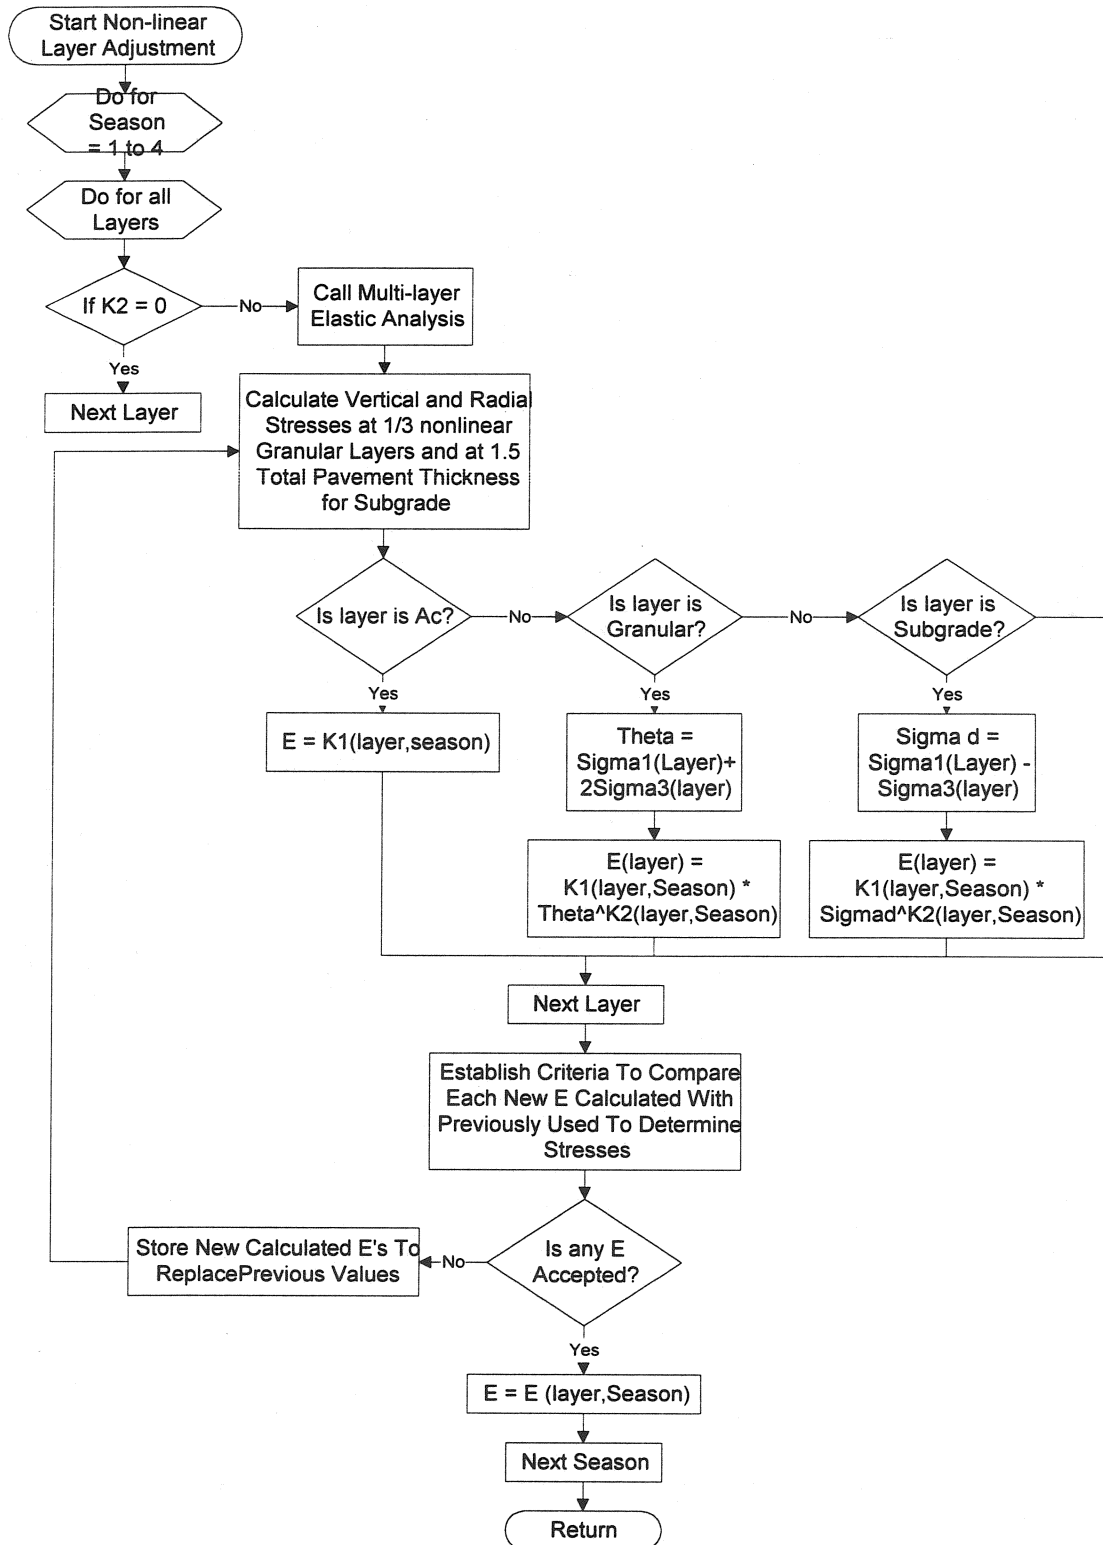 Start Non-linear
Layer Adjustment
Do for
Season
= 1 to 4
Do for all
Layers
If K2 = 0
No
Call Multi-layer
Elastic Analysis
Yes
Next Layer
Calculate Vertical and Radial
Stresses at 1/3 nonlinear
Granular Layers and at 1.5
Total Pavement Thickness
for Subgrade
Is layer is Ac?
No
Is layer is
Granular?
No
Is layer is
Subgrade?
Yes
Yes
Yes
E = K1(layer,season)
Theta =
Sigma1(Layer)+
2Sigma3(layer)
Sigma d =
Sigma1(Layer) -
Sigma3(layer)
E(layer) =
K1(layer,Season) *
Theta^K2(layer,Season)
E(layer) =
K1(layer,Season) *
Sigmad^K2(layer,Season)
Next Layer
Establish Criteria To Compare
Each New E Calculated With
Previously Used To Determine
Stresses
Is any E
Accepted?
No
Store New Calculated E's To
ReplacePrevious Values
Yes
E = E (layer,Season)
Next Season
Return